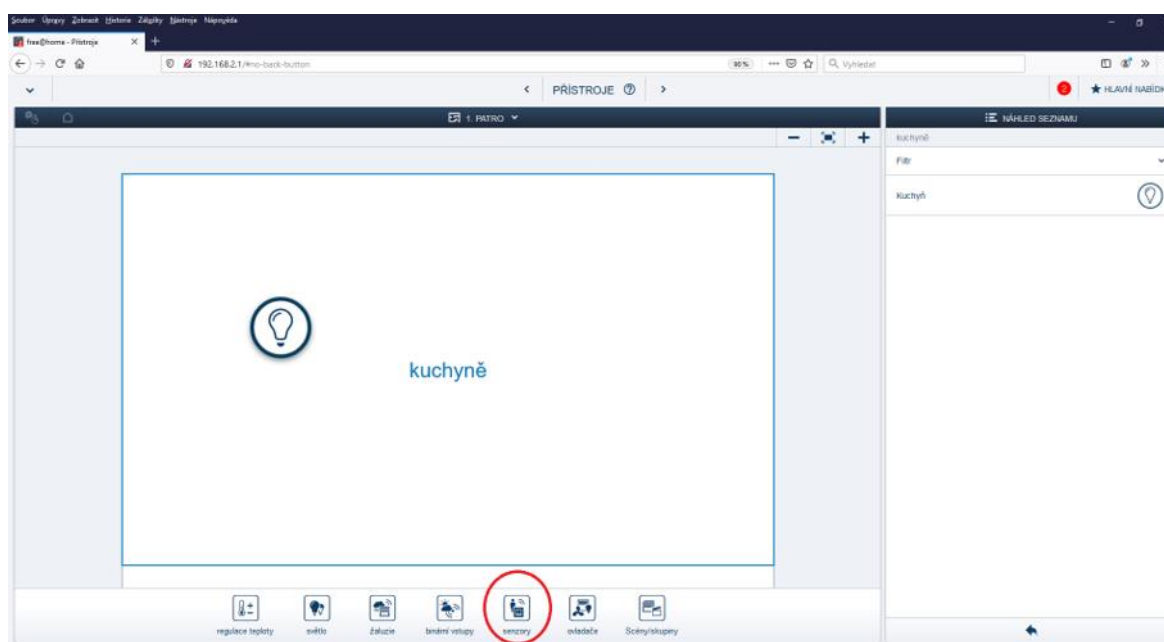 Soubor Úpravy Zobrazit Historie Záložky Nástroje Nápověda
free@home - Přístroje
192.168.2.1/#no-back-button
80 %
Vyhledat
PŘÍSTROJE
2
HLAVNÍ NABÍDK
1. PATRO
NÁHLED SEZNAMU
kuchyně
Filtr
Kuchyň
kuchyně
regulace teploty
světlo
žaluzie
binární vstupy
senzory
ovladače
Scény/skupiny